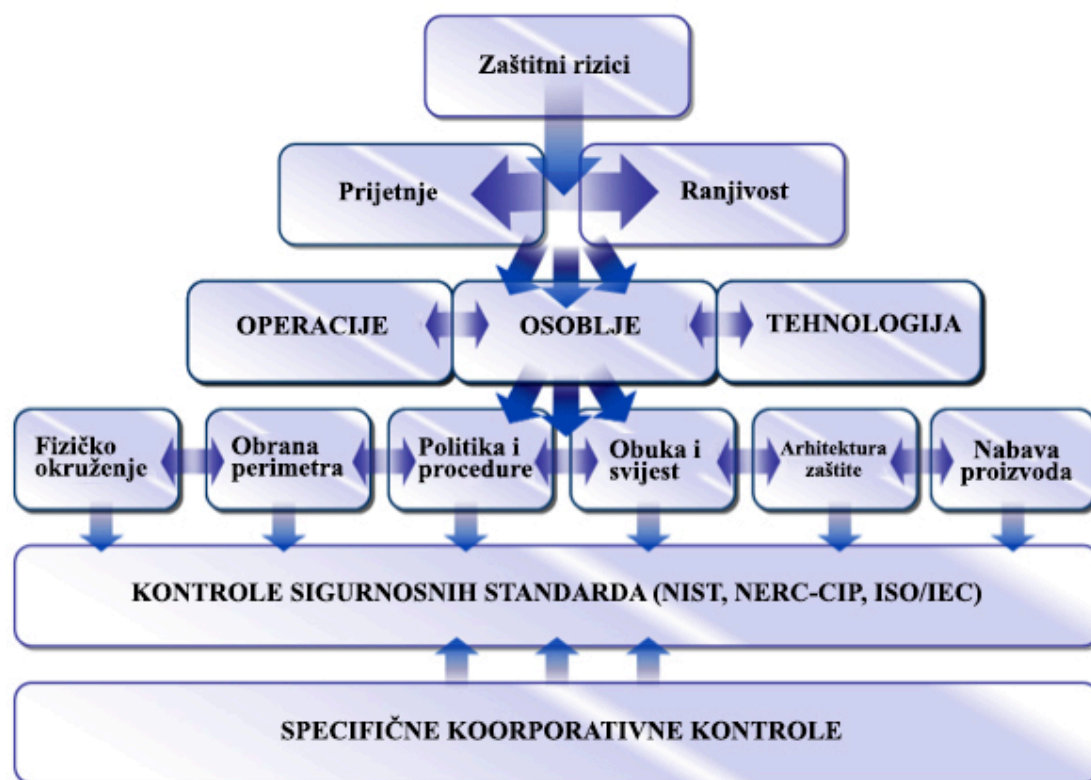 Zaštitni rizici
Prijetnje
Ranjivost
OPERACIJE
OSOBLJE
TEHNOLOGIJA
Fizičko
okruženje
Obrana
perimetra
Politika i
procedure
Obuka i
svijest
Arhitektura
zaštite
Nabava
proizvoda
KONTROLE SIGURNOSNIH STANDARDA (NIST, NERC-CIP, ISO/IEC)
SPECIFIČNE KOORPORATIVNE KONTROLE